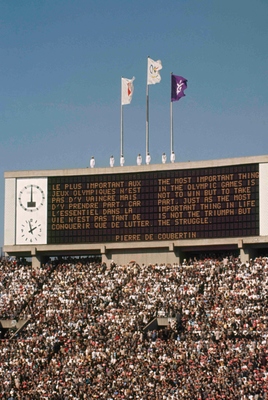 LE PLUS IMPORTANT AUX THE MOST IMPORTANT THING
JEUX OLYMPIQUES N'EST IN THE OLYMPIC GAMES IS
PAS D'Y VAINCRE MAIS NOT TO WIN BUT TO TAKE
D'Y PRENDRE PART, CAR PART, JUST AS THE MOST
L'ESSENTIEL DANS LA IMPORTANT THING IN LIFE
VIE N'EST PAS TANT DE IS NOT THE TRIUMPH BUT
CONQUERIR QUE DE LUTTER. THE STRUGGLE
PIERRE DE COUBERTIN